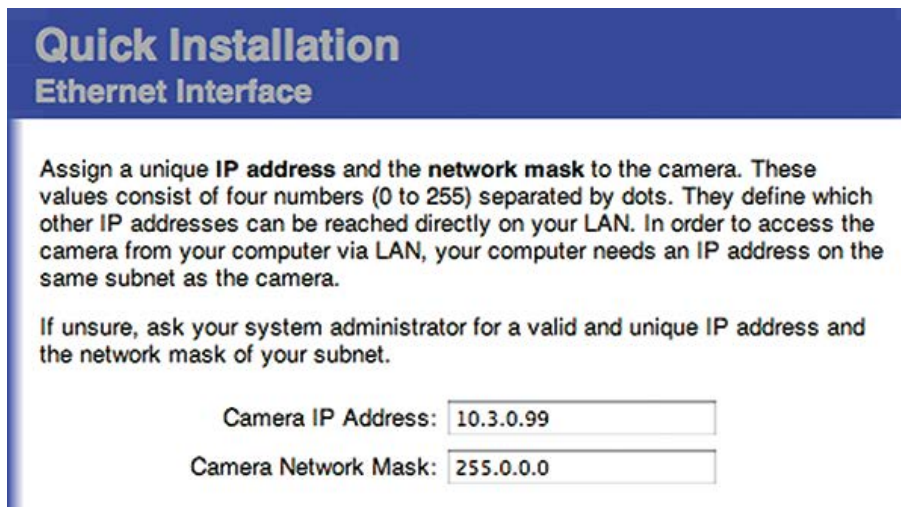 Quick Installation
Ethernet Interface
Assign a unique IP address and the network mask to the camera. These
values consist of four numbers (0 to 255) separated by dots. They define which
other IP addresses can be reached directly on your LAN. In order to access the
camera from your computer via LAN, your computer needs an IP address on the
same subnet as the camera.
If unsure, ask your system administrator for a valid and unique IP address and
the network mask of your subnet.
Camera IP Address: 10.3.0.99
Camera Network Mask: 255.0.0.0